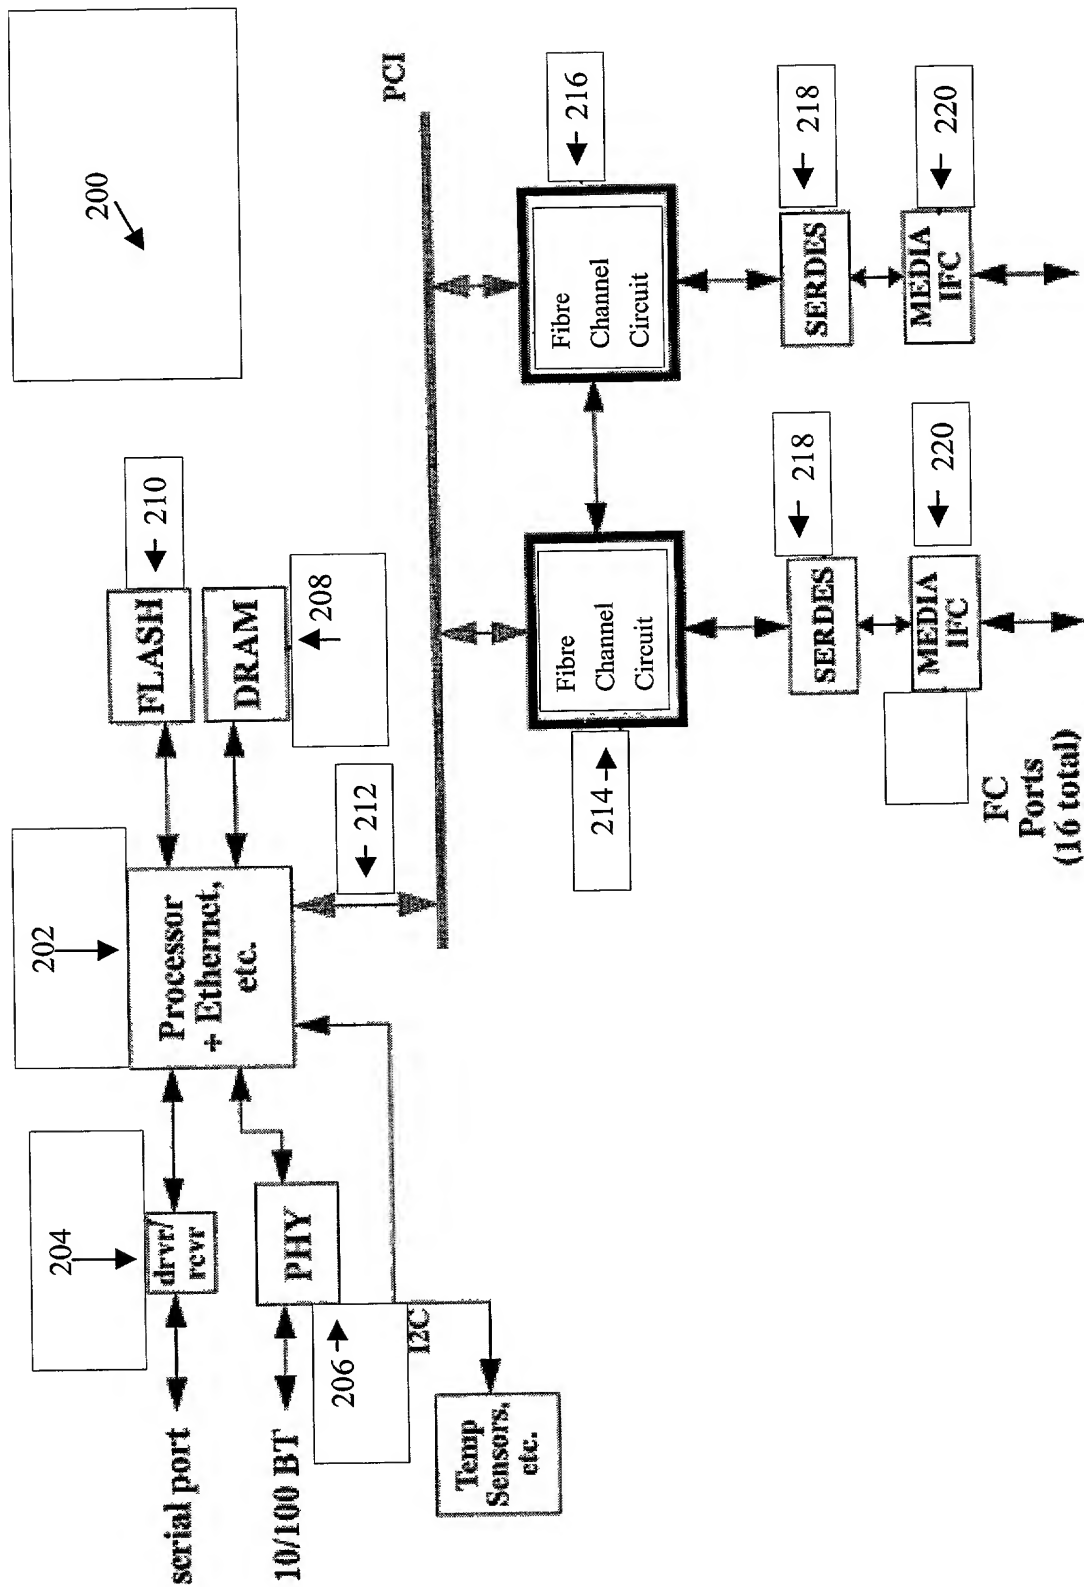 200
202
204
drvr/
rcvr
serial port
Processor
+ Ethernet,
etc.
FLASH
210
DRAM
208
PHY
10/100 BT
206
I2C
Temp
Sensors,
etc.
212
PCI
214
Fibre
Channel
Circuit
Fibre
Channel
Circuit
216
SERDES
218
SERDES
218
MEDIA
IFC
220
MEDIA
IFC
220
FC
Ports
(16 total)